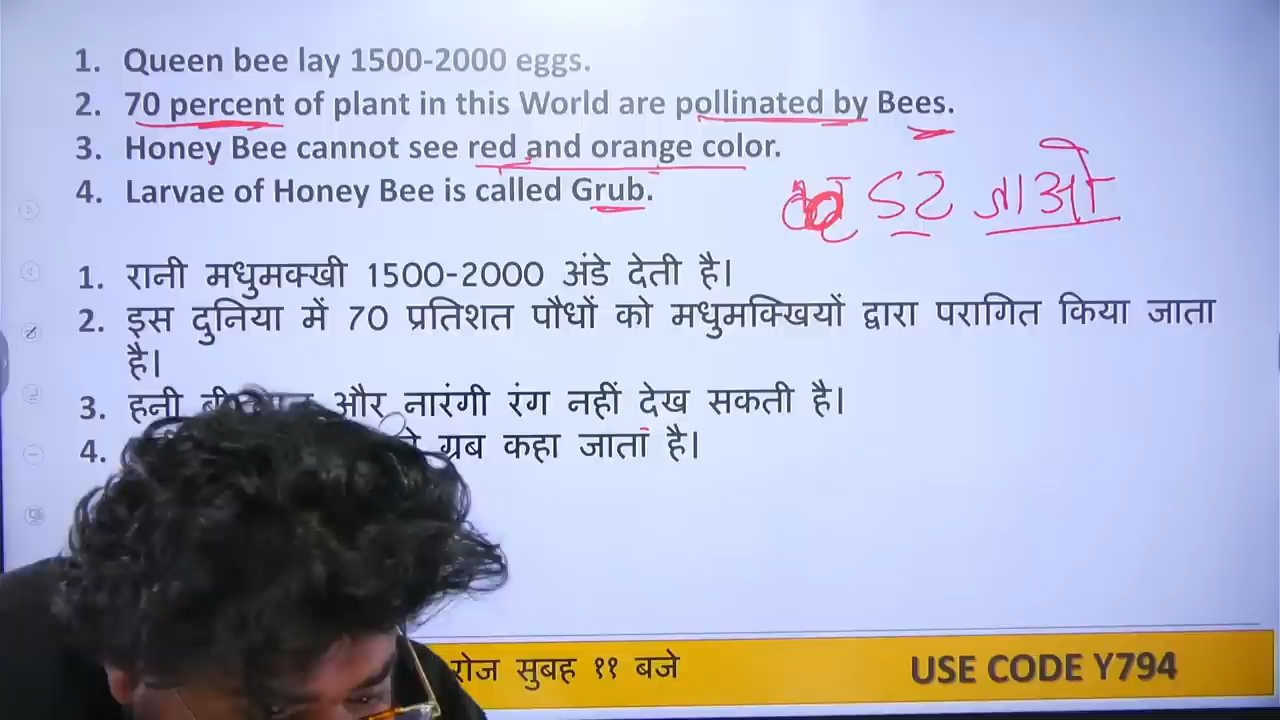 1. Queen bee lay 1500-2000 eggs.
2. 70 percent of plant in this World are pollinated by Bees.
3. Honey Bee cannot see red and orange color.
4. Larvae of Honey Bee is called Grub.
डट जाओ
1. रानी मधुमक्खी 1500-2000 अंडे देती है।
2. इस दुनिया में 70 प्रतिशत पौधों को मधुमक्खियों द्वारा परागित किया जाता
है।
3. हनी और नारंगी रंग नहीं देख सकती है।
4. ग्रब कहा जाता है।
रोज सुबह ११ बजे
USE CODE Y794